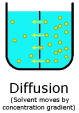 Diffusion
(Solvent moves by
concentration gradient)